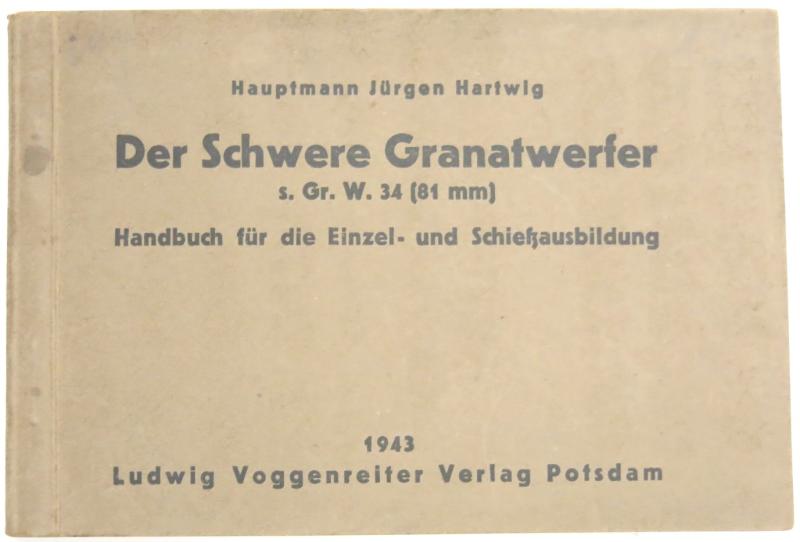 Hauptmann Jürgen Hartwig
Der Schwere Granatwerfer
s. Gr. W. 34 (81 mm)
Handbuch für die Einzel- und Schießausbildung
1943
Ludwig Voggenreiter Verlag Potsdam